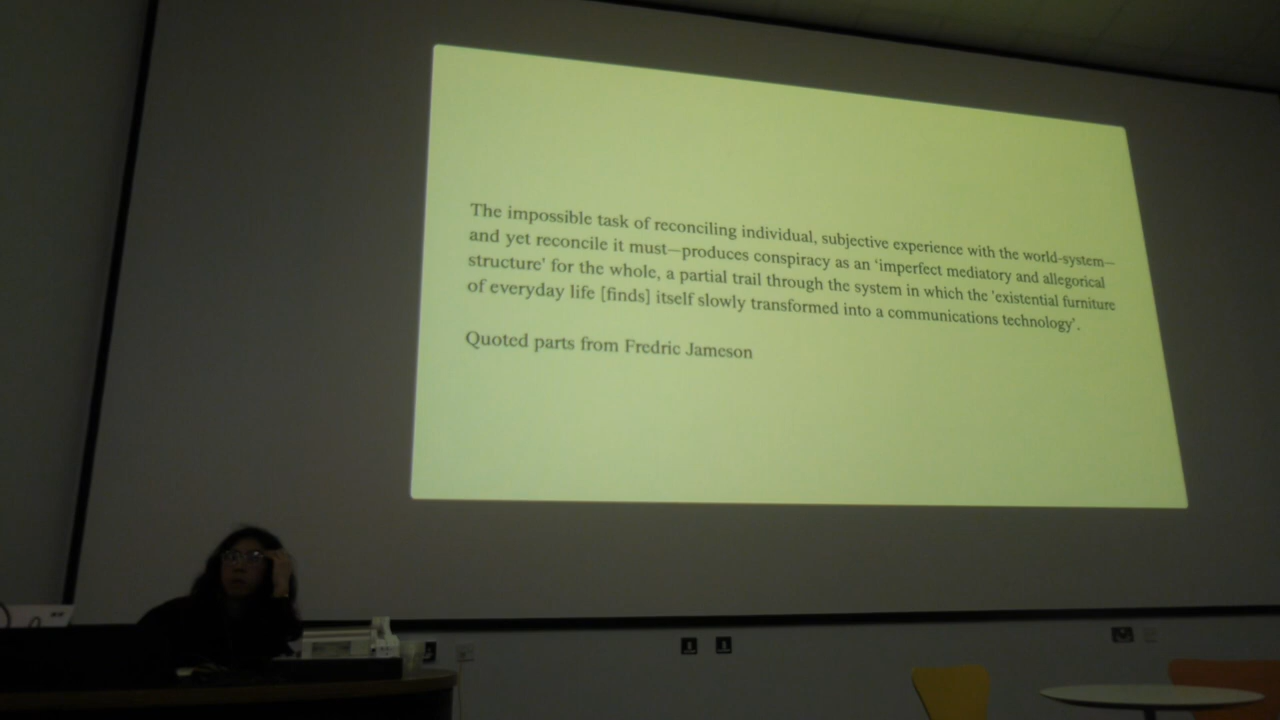 The impossible task of reconciling individual, subjective experience with the world-system—
and yet reconcile it must—produces conspiracy as an 'imperfect mediatory and allegorical
structure' for the whole, a partial trail through the system in which the 'existential furniture
of everyday life [finds] itself slowly transformed into a communications technology'.
Quoted parts from Fredric Jameson